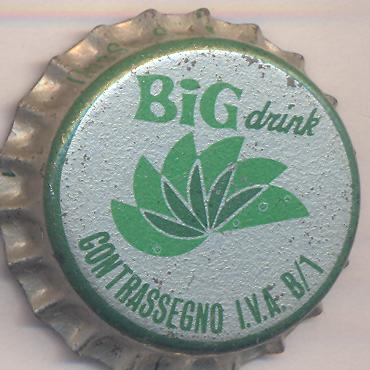 BiG drink
CONTRASSEGNO I.V.A. B/1